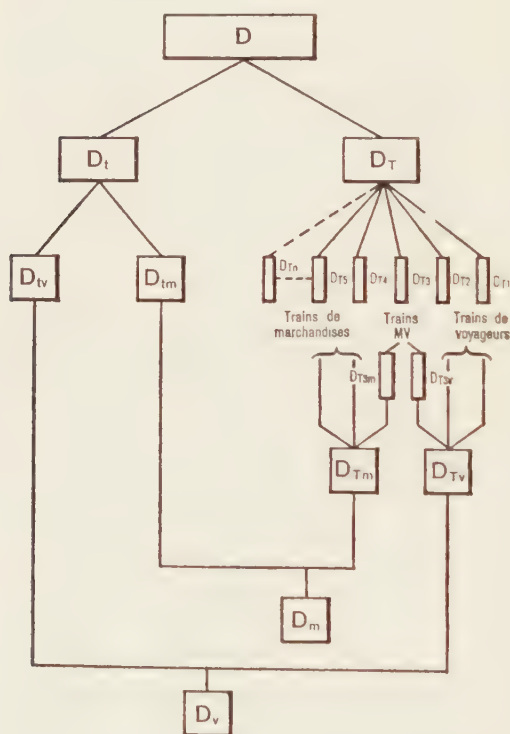 D
Dt
DT
Dtv
Dtm
DTn
DT5
DT4
DT3
DT2
DT1
Trains de
marchandises
Trains
MV
Trains de
voyageurs
DT3m
DT3v
DTm
DTv
Dm
Dv